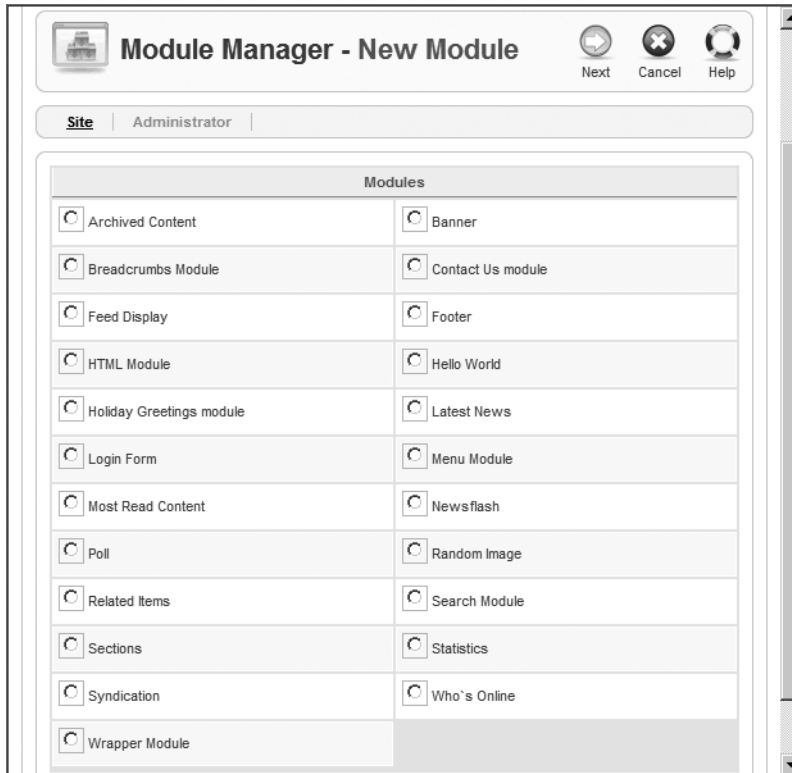 Module Manager - New Module
Next Cancel Help
Site Administrator
Modules
Archived Content Banner
Breadcrumbs Module Contact Us module
Feed Display Footer
HTML Module Hello World
Holiday Greetings module Latest News
Login Form Menu Module
Most Read Content Newsflash
Poll Random Image
Related Items Search Module
Sections Statistics
Syndication Who`s Online
Wrapper Module